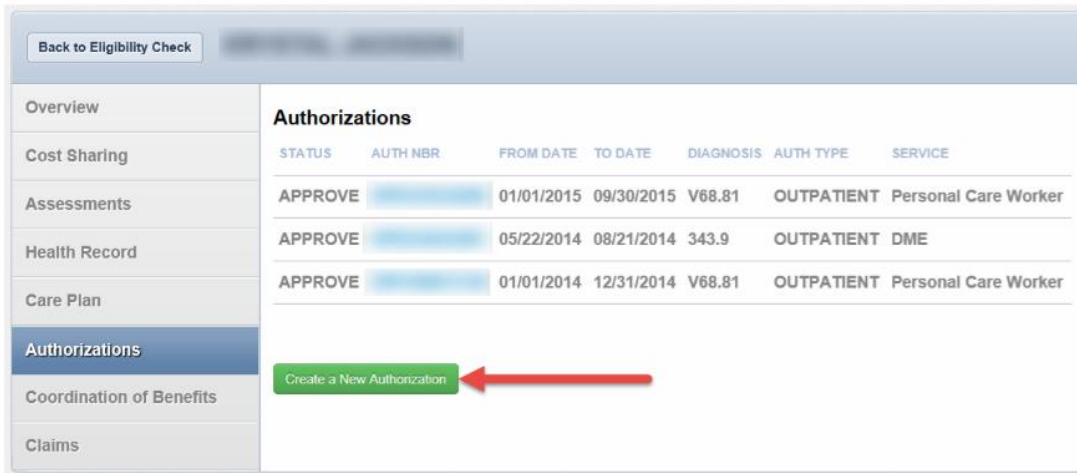 Back to Eligibility Check
Overview
Cost Sharing
Assessments
Health Record
Care Plan
Authorizations
Coordination of Benefits
Claims
Authorizations
STATUS AUTH NBR FROM DATE TO DATE DIAGNOSIS AUTH TYPE SERVICE
APPROVE 01/01/2015 09/30/2015 V68.81 OUTPATIENT Personal Care Worker
APPROVE 05/22/2014 08/21/2014 343.9 OUTPATIENT DME
APPROVE 01/01/2014 12/31/2014 V68.81 OUTPATIENT Personal Care Worker
Create a New Authorization